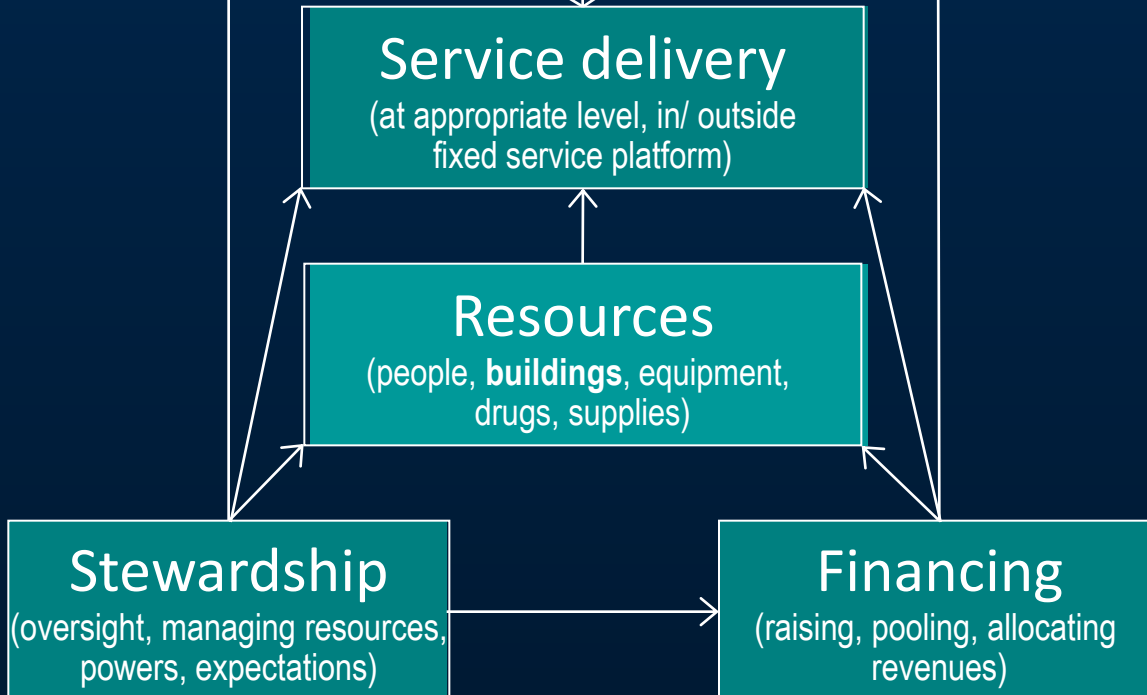 Service delivery
(at appropriate level, in/ outside
fixed service platform)
Resources
(people, buildings, equipment,
drugs, supplies)
Stewardship
(oversight, managing resources,
powers, expectations)
Financing
(raising, pooling, allocating
revenues)